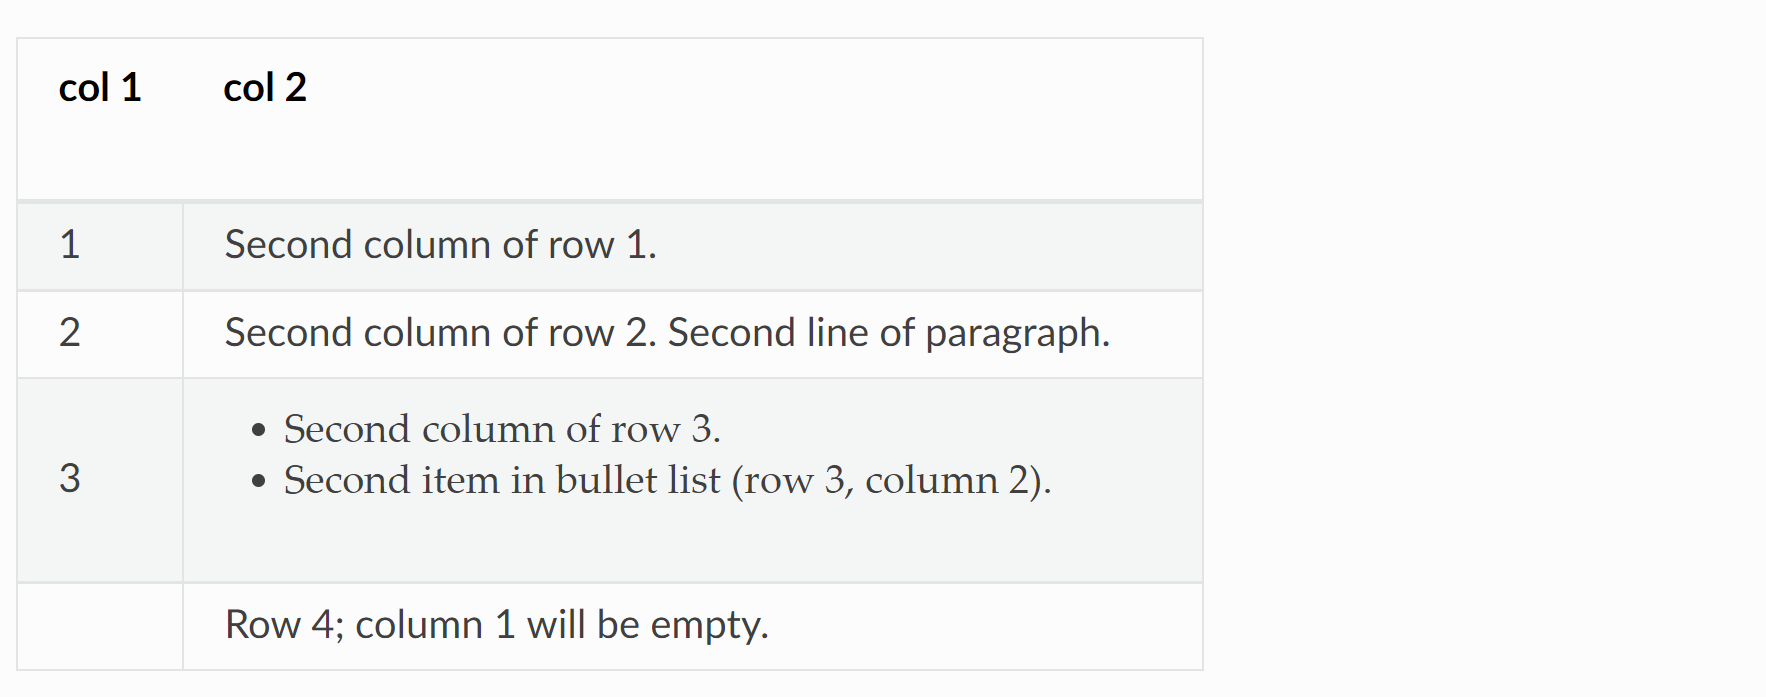 col 1 col 2
1 Second column of row 1.
2 Second column of row 2. Second line of paragraph.
• Second column of row 3.
3
• Second item in bullet list (row 3, column 2).
Row 4; column 1 will be empty.